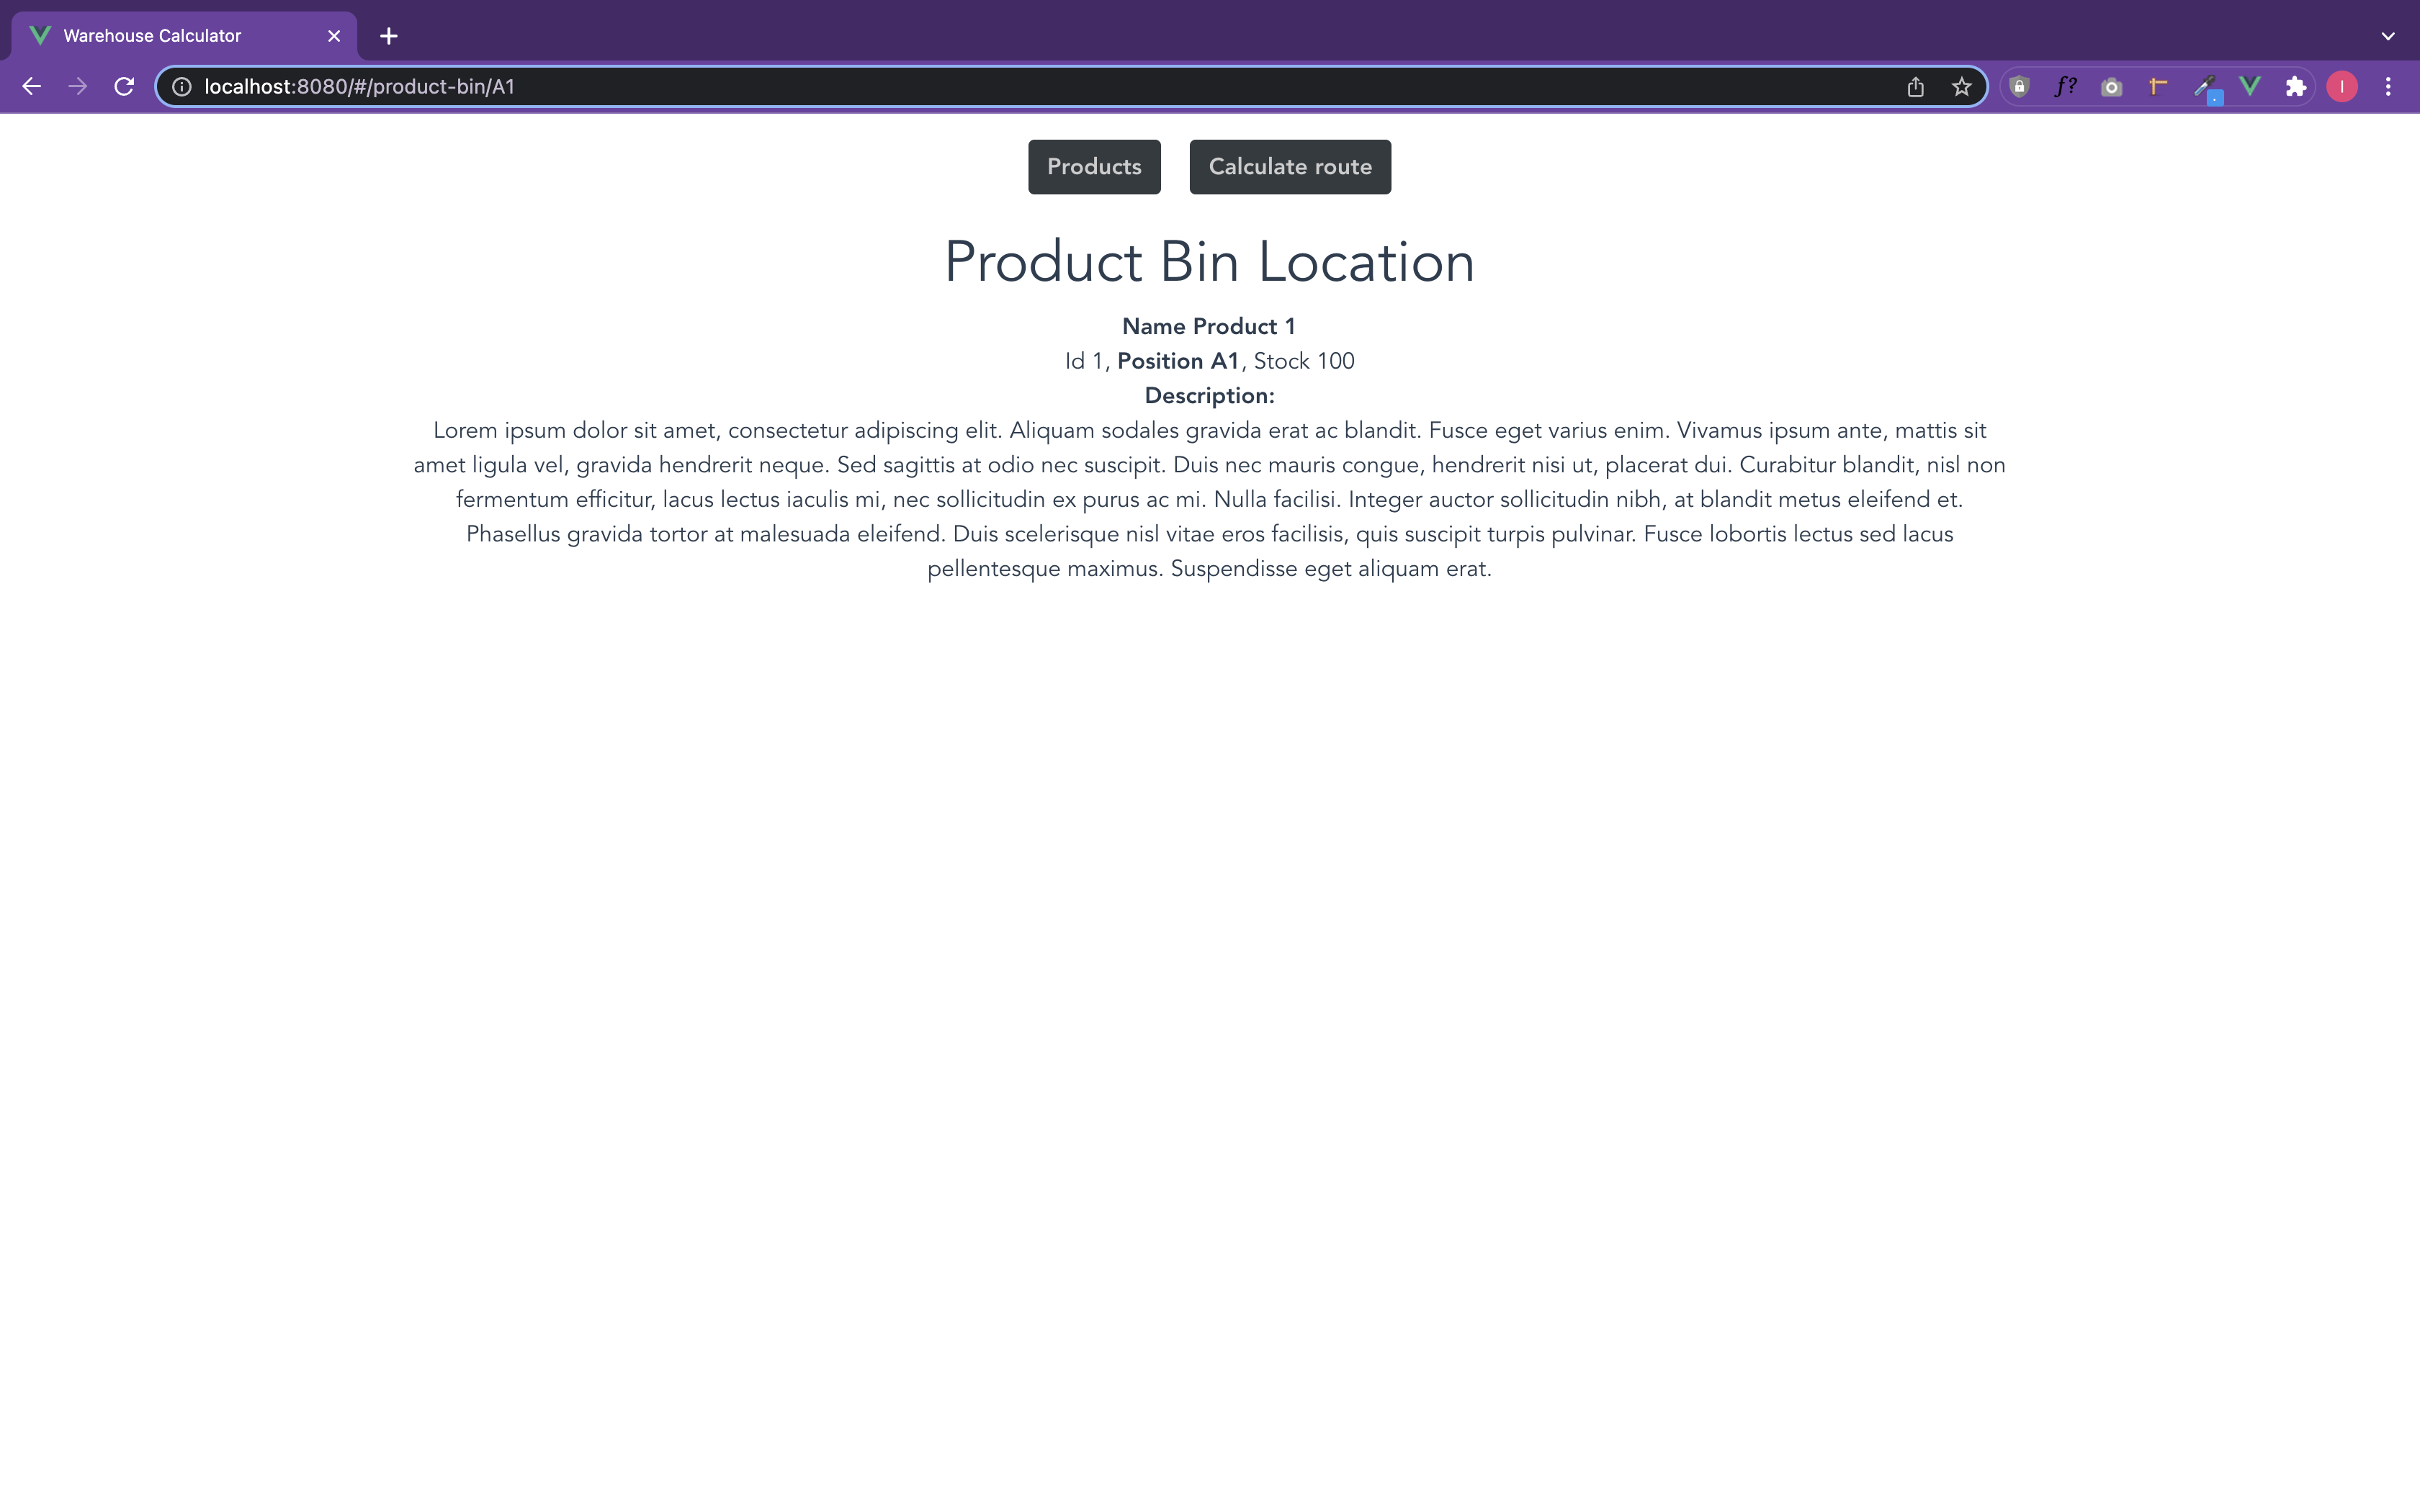 Warehouse Calculator
localhost:8080/#/product-bin/A1
f?
I
Products
Calculate route
Product Bin Location
Name Product 1
Id 1, Position A1, Stock 100
Description:
Lorem ipsum dolor sit amet, consectetur adipiscing elit. Aliquam sodales gravida erat ac blandit. Fusce eget varius enim. Vivamus ipsum ante, mattis sit
amet ligula vel, gravida hendrerit neque. Sed sagittis at odio nec suscipit. Duis nec mauris congue, hendrerit nisi ut, placerat dui. Curabitur blandit, nisl non
fermentum efficitur, lacus lectus iaculis mi, nec sollicitudin ex purus ac mi. Nulla facilisi. Integer auctor sollicitudin nibh, at blandit metus eleifend et.
Phasellus gravida tortor at malesuada eleifend. Duis scelerisque nisl vitae eros facilisis, quis suscipit turpis pulvinar. Fusce lobortis lectus sed lacus
pellentesque maximus. Suspendisse eget aliquam erat.